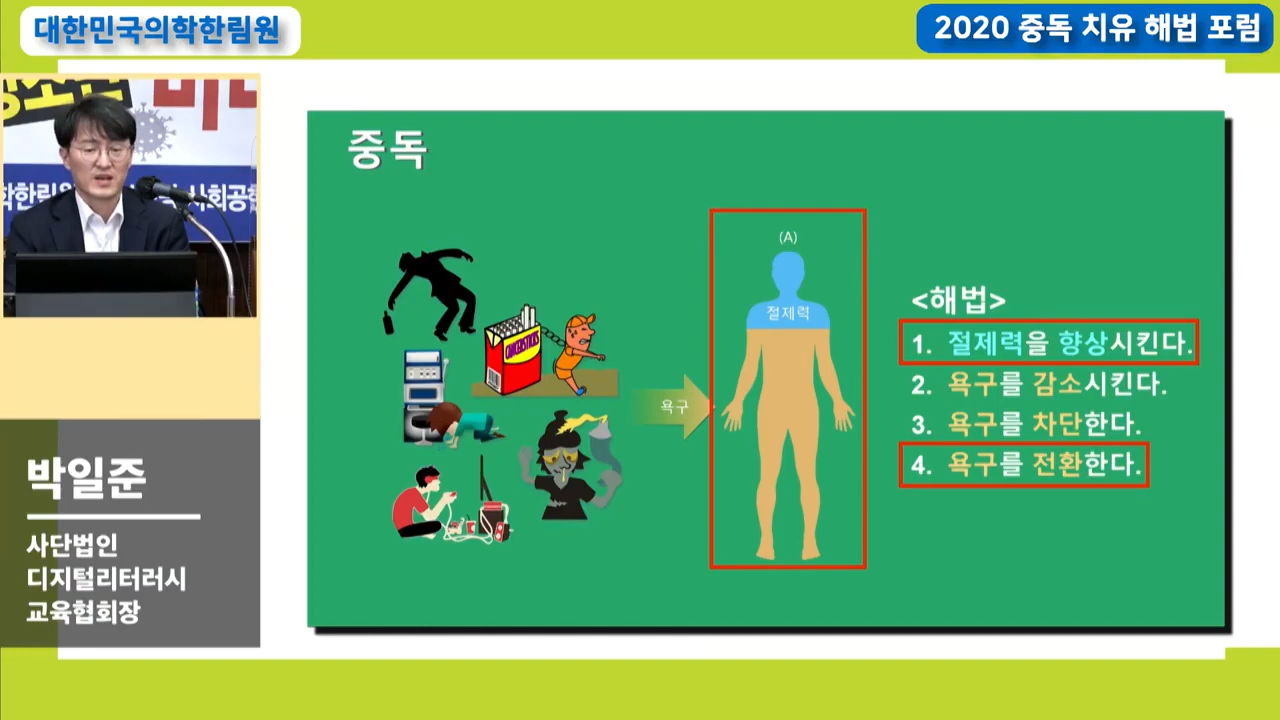 대한민국의학한림원
2020 중독 치유 해법 포럼
중독
(A)
절제력
욕구
<해법>
1. 절제력을 향상시킨다.
2. 욕구를 감소시킨다.
3. 욕구를 차단한다.
4. 욕구를 전환한다.
박일준
사단법인
디지털리터러시
교육협회장